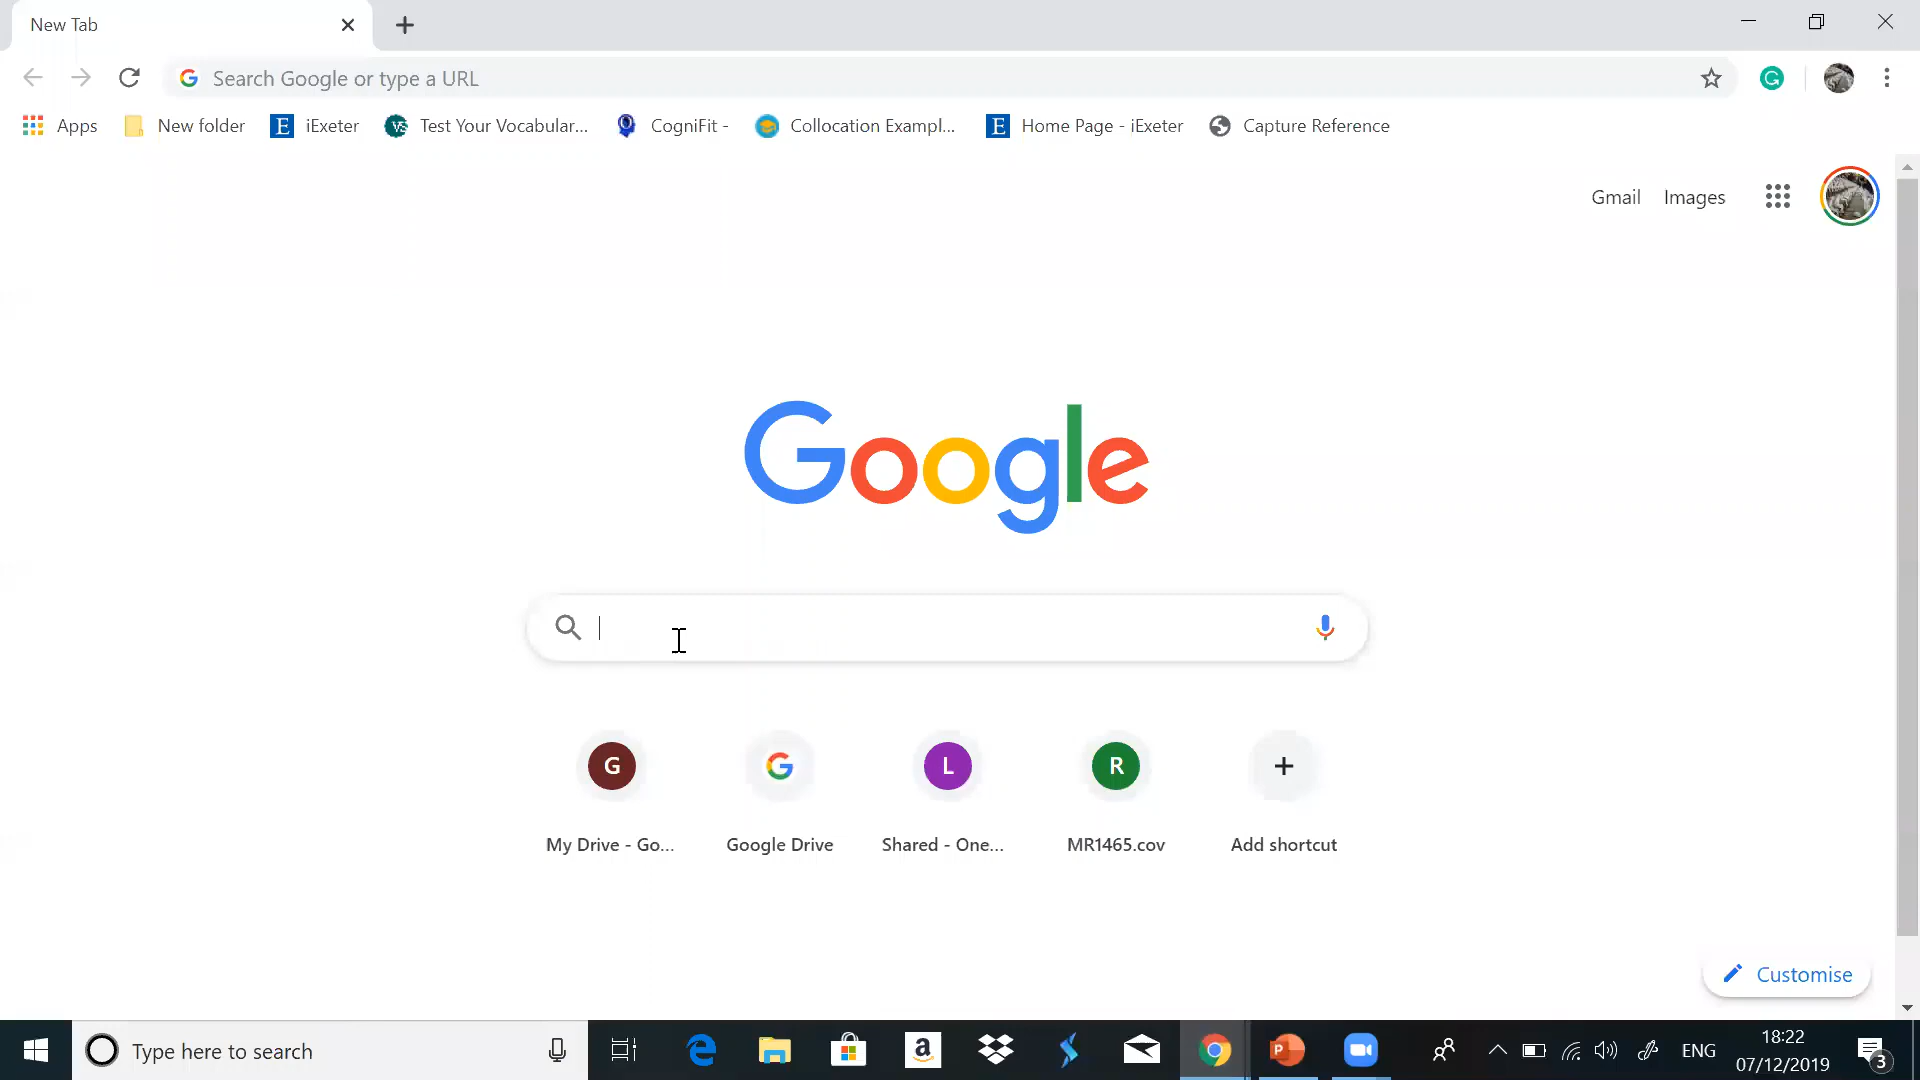 New Tab
Search Google or type a URL
Apps New folder iExeter Test Your Vocabular... CogniFit - Collocation Exampl... Home Page - iExeter Capture Reference
Gmail Images
Google
G L R
My Drive - Go... Google Drive Shared - One... MR1465.cov Add shortcut
Customise
Type here to search ENG 18:22
07/12/2019 3